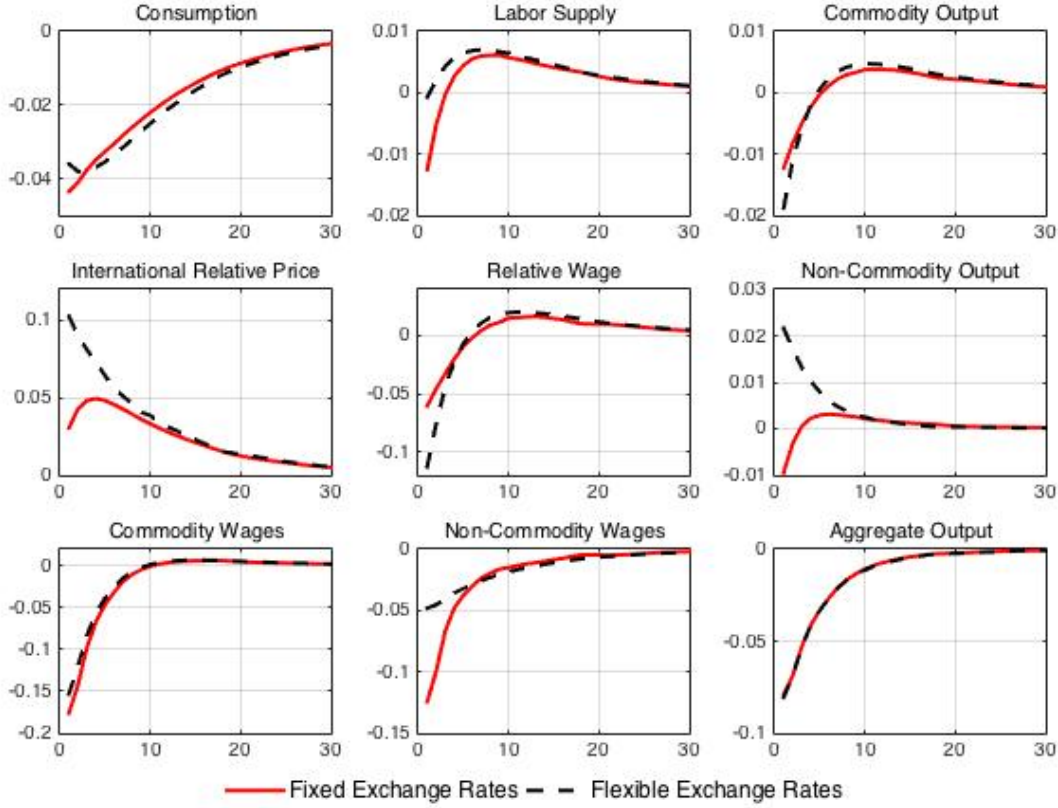 Consumption
0
-0.02
-0.04
0 10 20 30
Labor Supply
0.01
0
-0.01
-0.02
0 10 20 30
Commodity Output
0.01
0
-0.01
-0.02
0 10 20 30
International Relative Price
0.1
0.05
0
0 10 20 30
Relative Wage
0
-0.05
-0.1
0 10 20 30
Non-Commodity Output
0.03
0.02
0.01
0
-0.01
0 10 20 30
Commodity Wages
0
-0.05
-0.1
-0.15
-0.2
0 10 20 30
Non-Commodity Wages
0
-0.05
-0.1
-0.15
0 10 20 30
Aggregate Output
0
-0.05
-0.1
0 10 20 30
Fixed Exchange Rates Flexible Exchange Rates